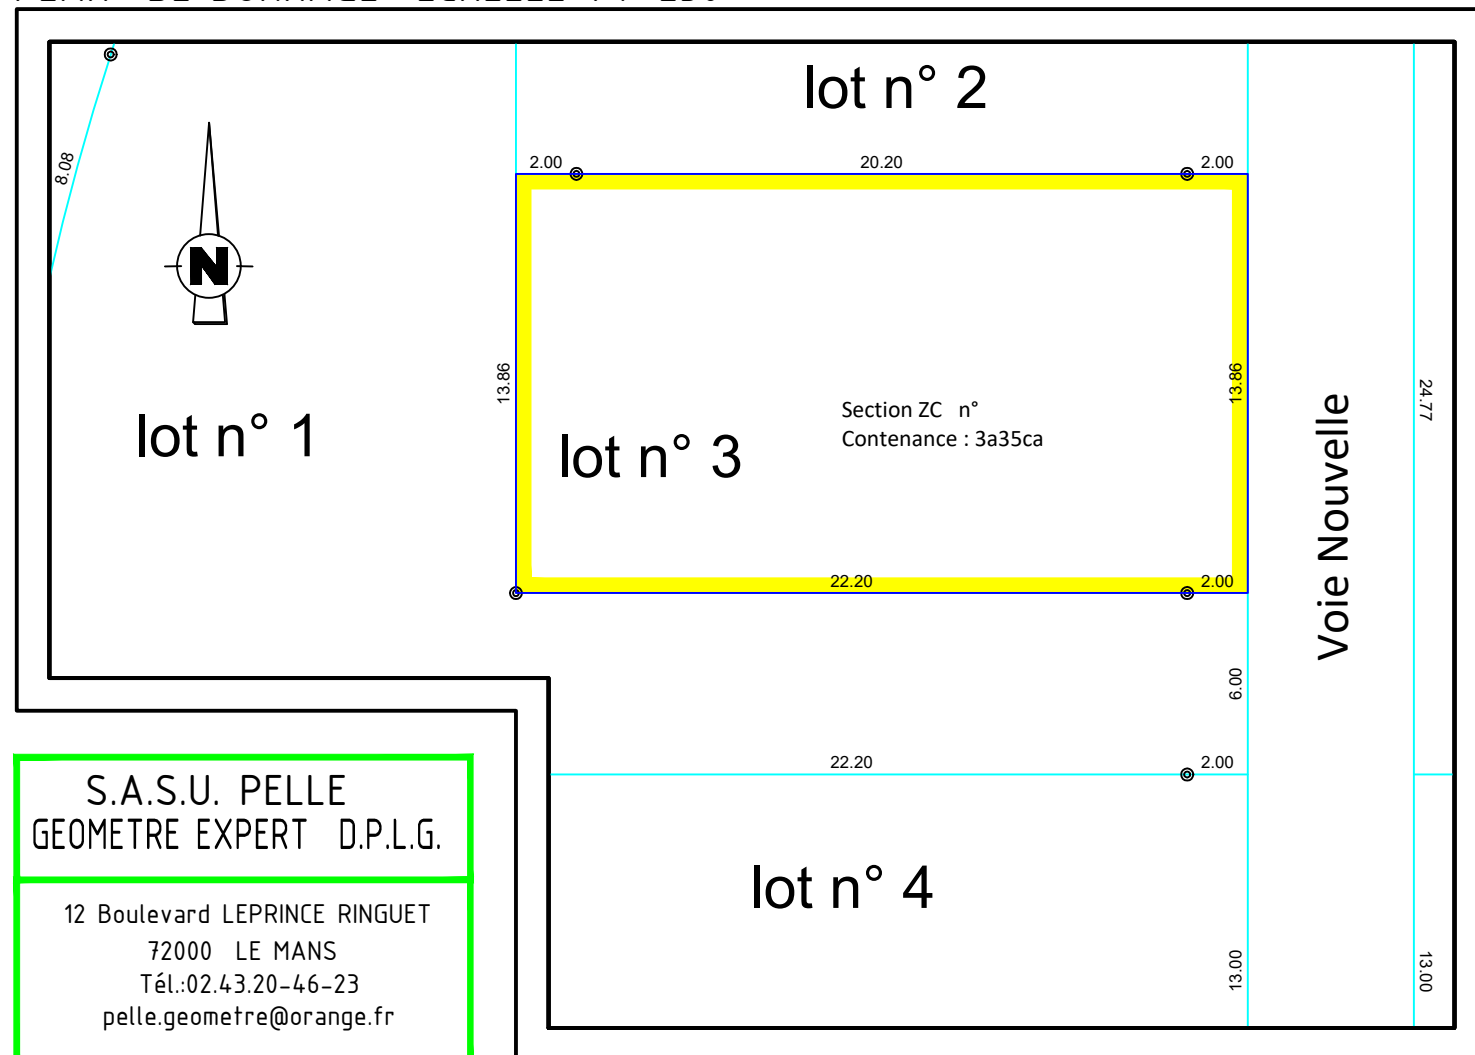 lot n° 2
8.08
2.00
20.20
2.00
N
13.86
13.86
24.77
Section ZC n°
Contenance : 3a35ca
lot n° 1
lot n° 3
Voie Nouvelle
22.20
2.00
6.00
22.20
2.00
lot n° 4
13.00
13.00
S.A.S.U. PELLE
GEOMETRE EXPERT D.P.L.G.
12 Boulevard LEPRINCE RINGUET
72000 LE MANS
Tél.:02.43.20-46-23
pelle.geometre@orange.fr